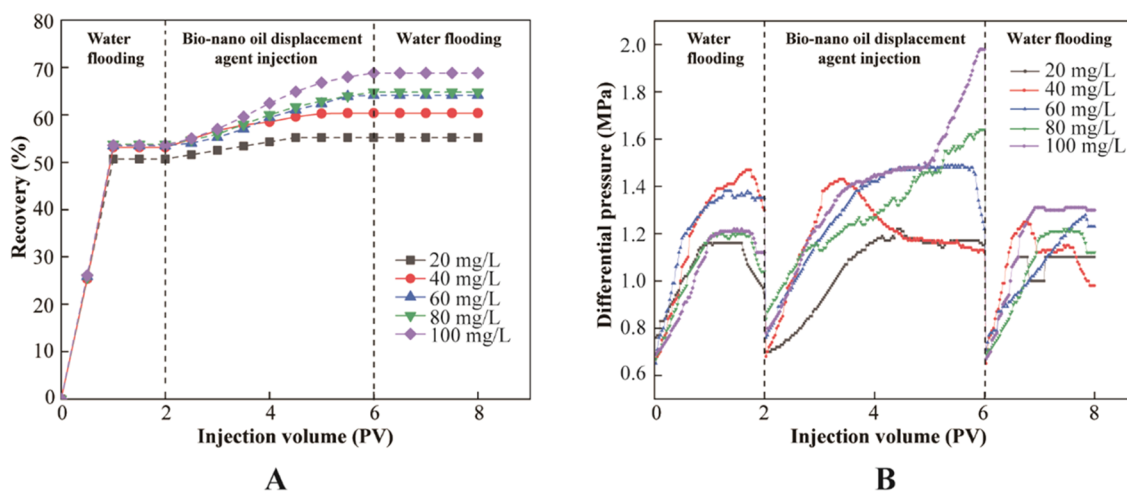 80
70
60
50
40
30
20
10
0
Recovery (%)
Water
flooding
Bio-nano oil displacement
agent injection
Water flooding
20 mg/L
40 mg/L
60 mg/L
80 mg/L
100 mg/L
0
2
4
6
8
Injection volume (PV)
A
2.0
1.8
1.6
1.4
1.2
1.0
0.8
0.6
Differential pressure (MPa)
Water
flooding
Bio-nano oil displacement
agent injection
Water flooding
20 mg/L
40 mg/L
60 mg/L
80 mg/L
100 mg/L
0
2
4
6
8
Injection volume (PV)
B